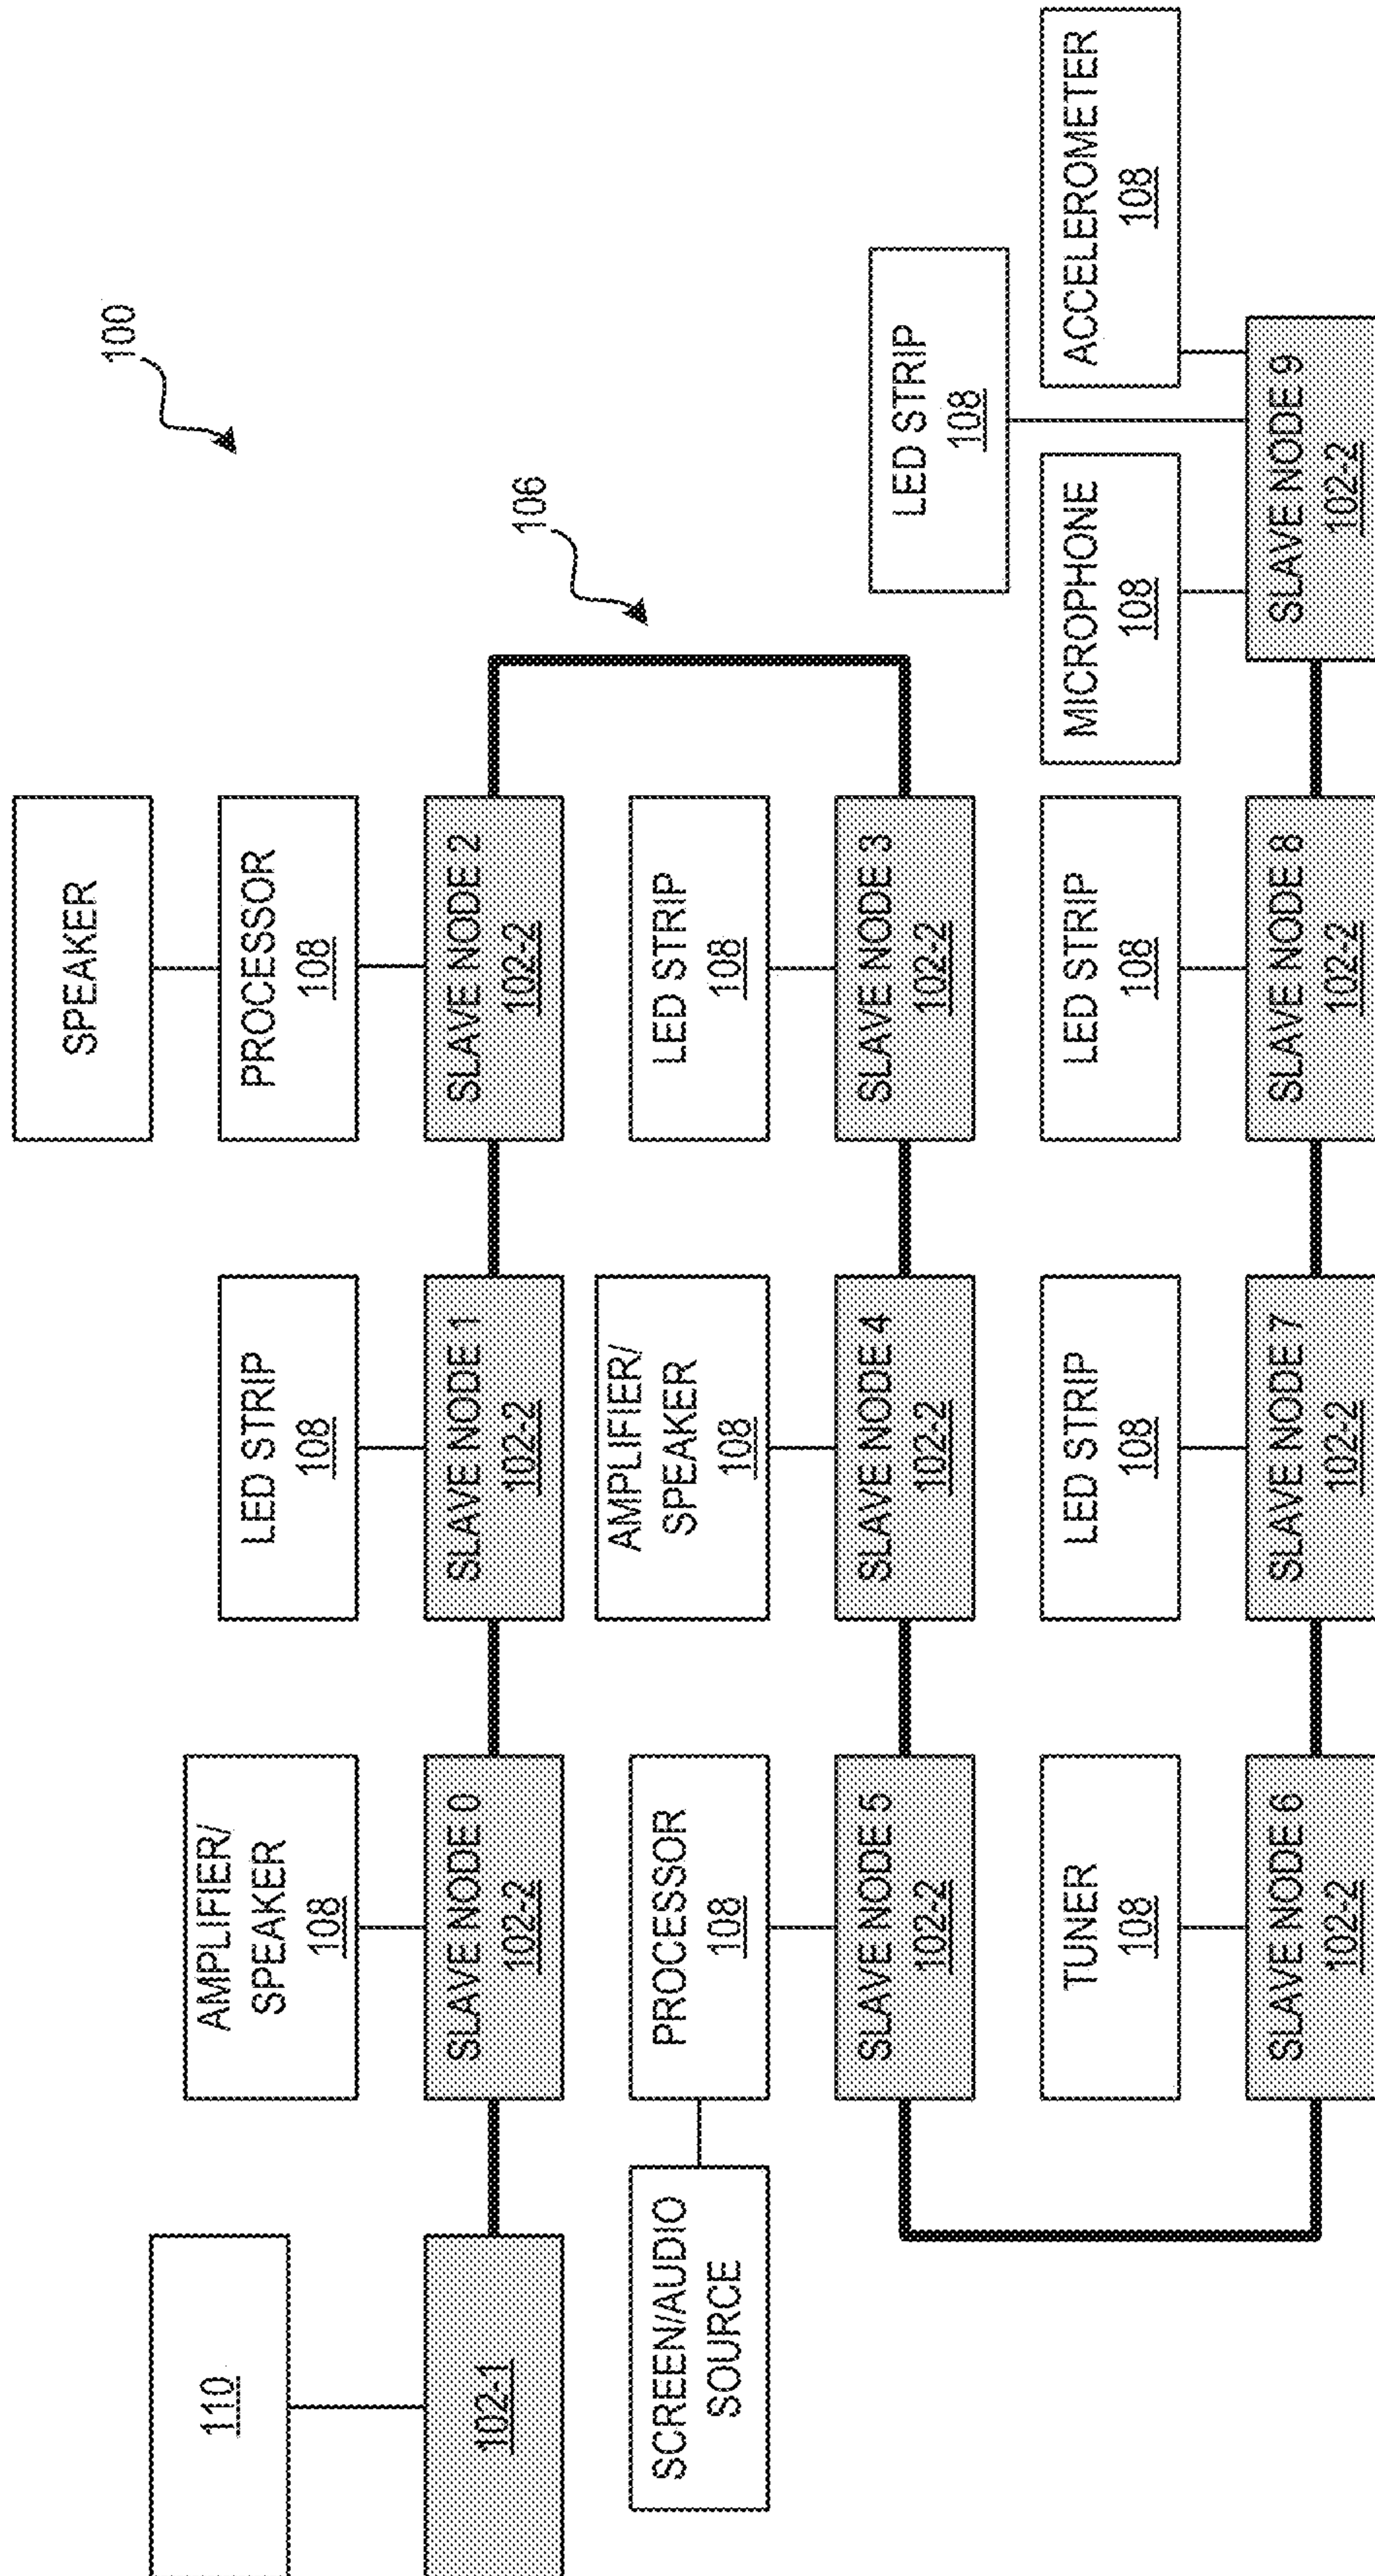 100
106
SPEAKER
AMPLIFIER/
SPEAKER
108
LED STRIP
108
PROCESSOR
108
110
102-1
SLAVE NODE 0
102-2
SLAVE NODE 1
102-2
SLAVE NODE 2
102-2
SCREEN/AUDIO
SOURCE
PROCESSOR
108
AMPLIFIER/
SPEAKER
108
LED STRIP
108
SLAVE NODE 5
102-2
SLAVE NODE 4
102-2
SLAVE NODE 3
102-2
LED STRIP
108
TUNER
108
LED STRIP
108
LED STRIP
108
MICROPHONE
108
ACCELEROMETER
108
SLAVE NODE 6
102-2
SLAVE NODE 7
102-2
SLAVE NODE 8
102-2
SLAVE NODE 9
102-2